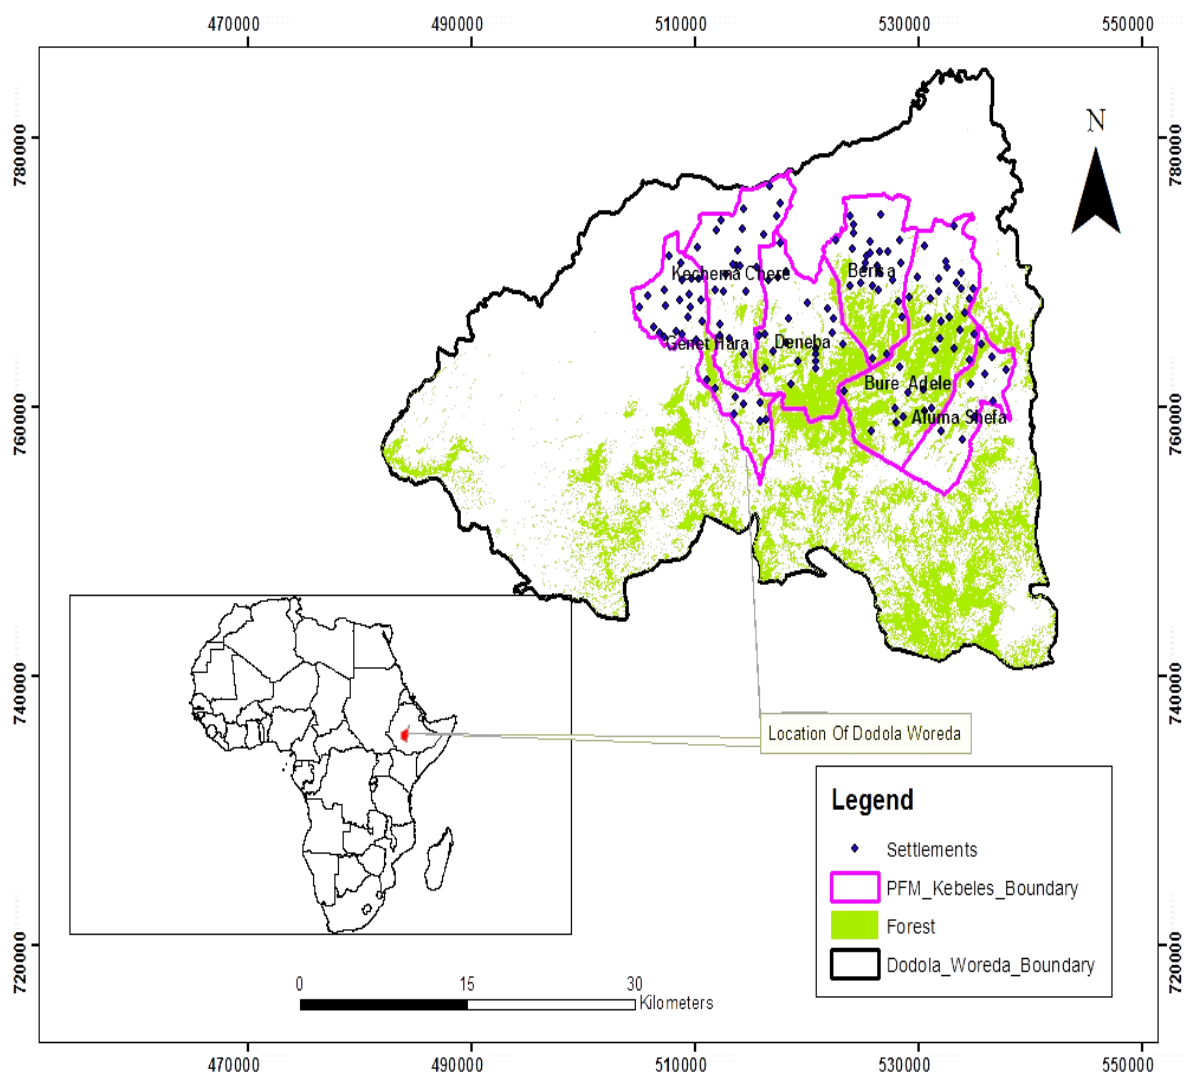 470000 490000 510000 530000 550000
N
780000 780000
Kochema Chere Berisa
Genet Hara Deneba
Bure Adele
Aluma Shefa
760000 760000
740000 740000
Location Of Dodola Woreda
Legend
Settlements
PFM_Kebeles_Boundary
Forest
Dodola_Woreda_Boundary
720000 720000
0 15 30
Kilometers
470000 490000 510000 530000 550000